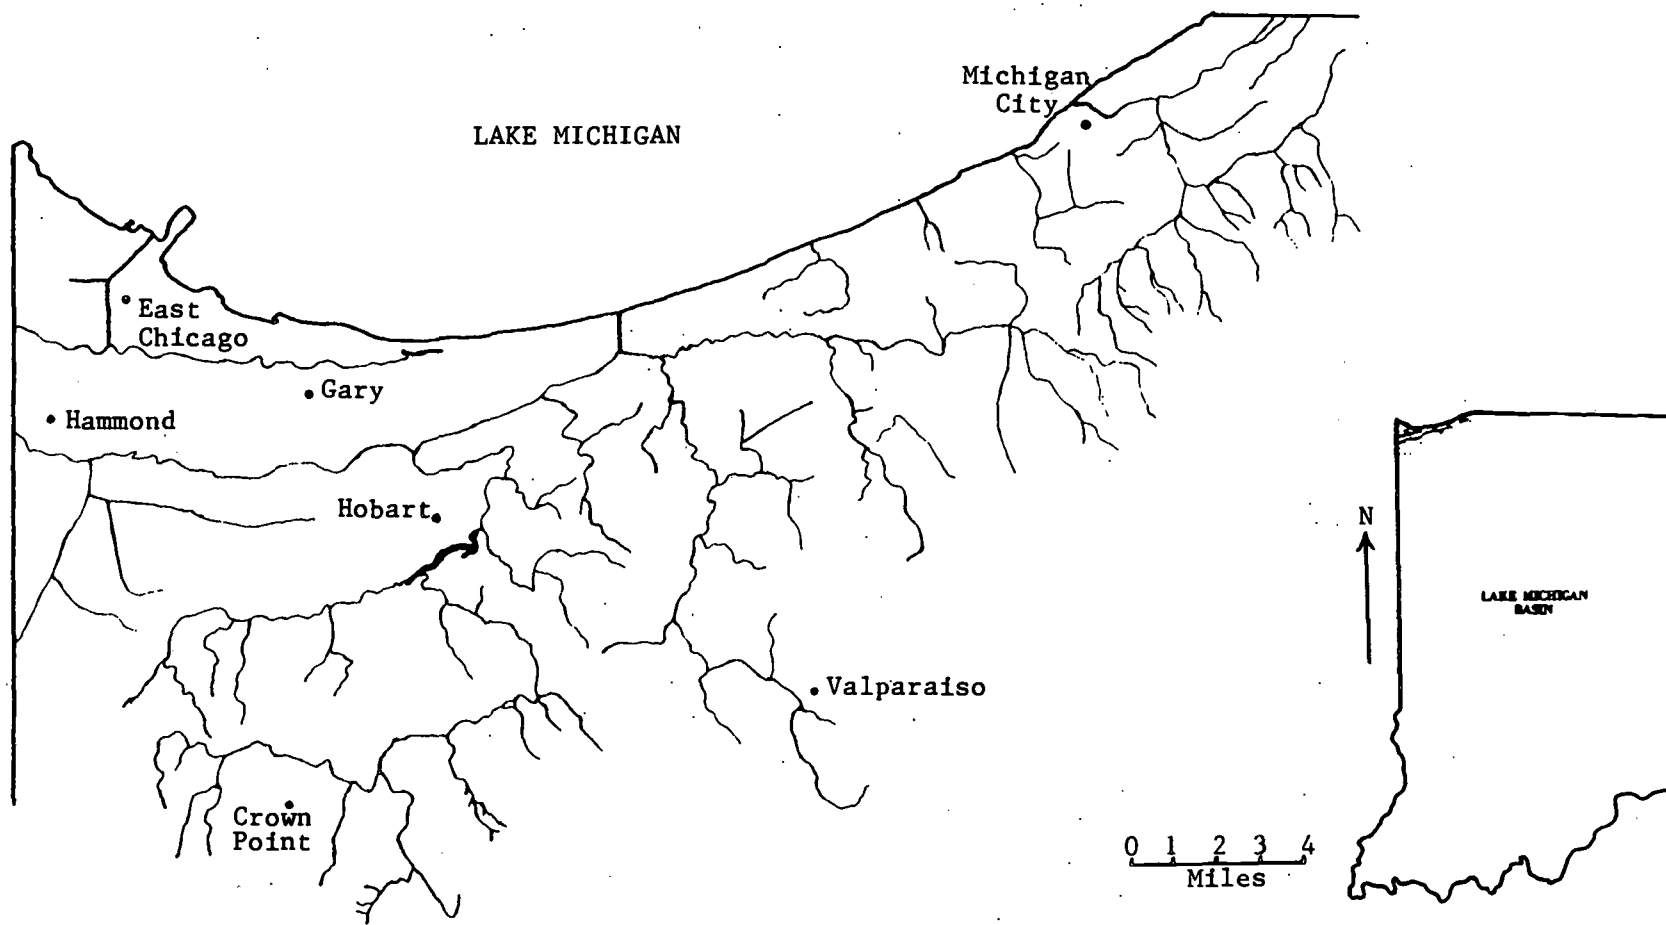 Michigan
City
LAKE MICHIGAN
East
Chicago
Gary
Hammond
Hobart
N
LAKE MICHIGAN
BASIN
Valparaiso
Crown
Point
0 1 2 3 4
Miles